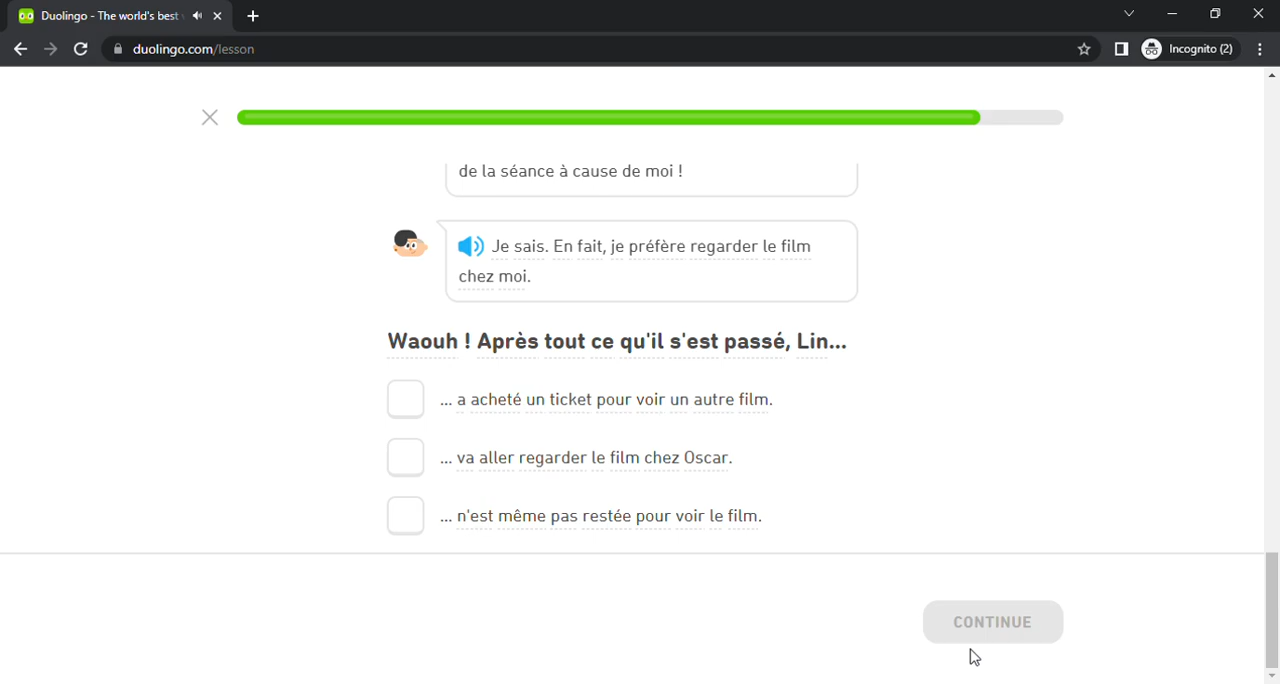 Duolingo - The world's best
duolingo.com/lesson
Incognito (2)
de la séance à cause de moi !
Je sais. En fait, je préfère regarder le film
chez moi.
Waouh ! Après tout ce qu'il s'est passé, Lin...
... a acheté un ticket pour voir un autre film.
... va aller regarder le film chez Oscar.
... n'est même pas restée pour voir le film.
CONTINUE